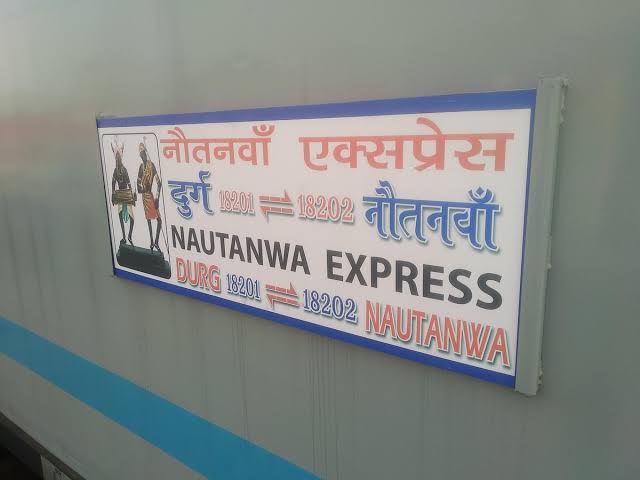 नौतनवाँ एक्सप्रेस
दुर्ग 18201 ⇌ 18202 नौतनवाँ
NAUTANWA EXPRESS
DURG 18201 ⇌ 18202 NAUTANWA